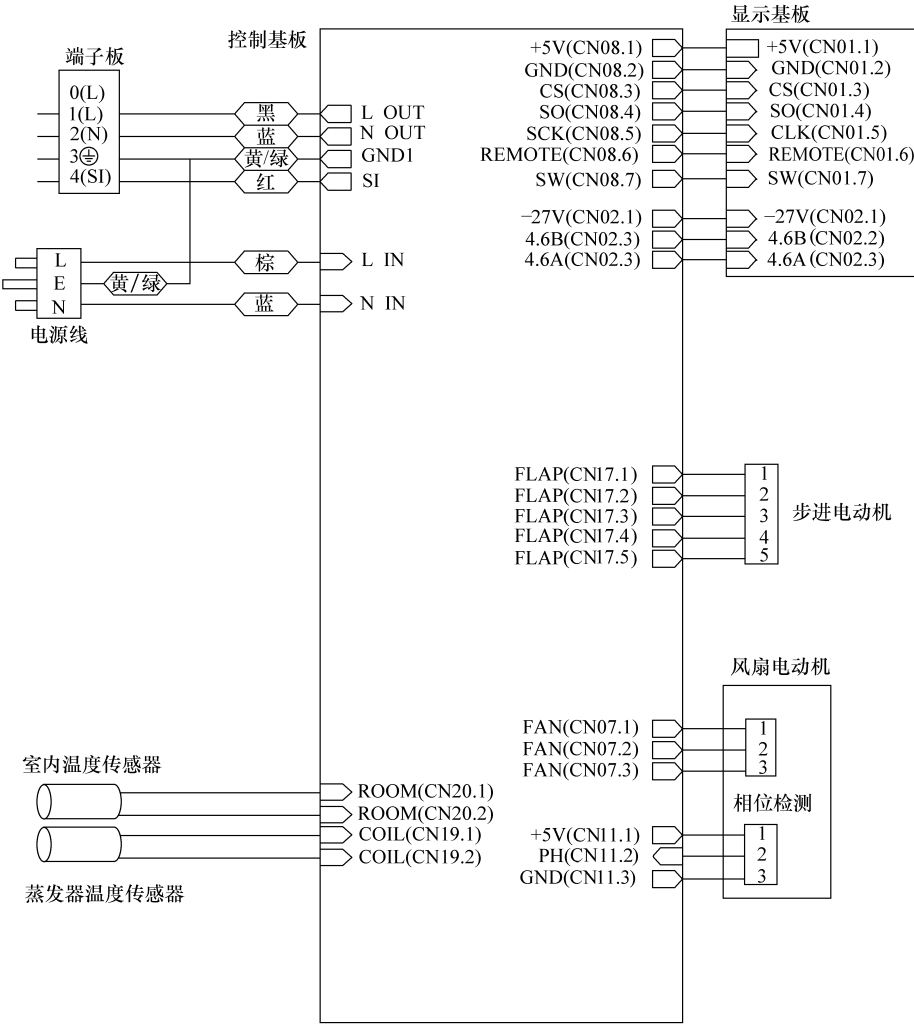 显示基板
控制基板
端子板
0(L)
1(L)
2(N)
3
4(SI)
黑
蓝
黄/绿
红
L OUT
N OUT
GND1
SI
+5V(CN08.1)
GND(CN08.2)
CS(CN08.3)
SO(CN08.4)
SCK(CN08.5)
REMOTE(CN08.6)
SW(CN08.7)
-27V(CN02.1)
4.6B(CN02.3)
4.6A(CN02.3)
+5V(CN01.1)
GND(CN01.2)
CS(CN01.3)
SO(CN01.4)
CLK(CN01.5)
REMOTE(CN01.6)
SW(CN01.7)
-27V(CN02.1)
4.6B(CN02.2)
4.6A(CN02.3)
L
E
N
电源线
棕
黄/绿
蓝
L IN
N IN
FLAP(CN17.1)
FLAP(CN17.2)
FLAP(CN17.3)
FLAP(CN17.4)
FLAP(CN17.5)
1
2
3
4
5
步进电动机
风扇电动机
FAN(CN07.1)
FAN(CN07.2)
FAN(CN07.3)
1
2
3
相位检测
+5V(CN11.1)
PH(CN11.2)
GND(CN11.3)
1
2
3
室内温度传感器
ROOM(CN20.1)
ROOM(CN20.2)
COIL(CN19.1)
COIL(CN19.2)
蒸发器温度传感器